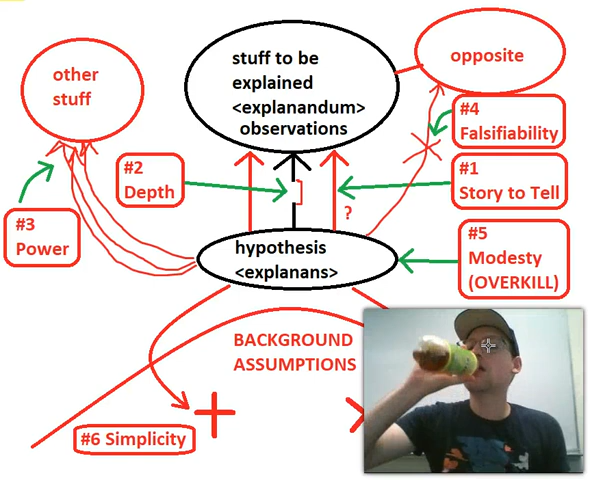 other
stuff
stuff to be
explained
<explanandum>
observations
opposite
#4
Falsifiability
#2
Depth
#1
Story to Tell
?
#3
Power
hypothesis
<explanans>
#5
Modesty
(OVERKILL)
BACKGROUND
ASSUMPTIONS
#6 Simplicity